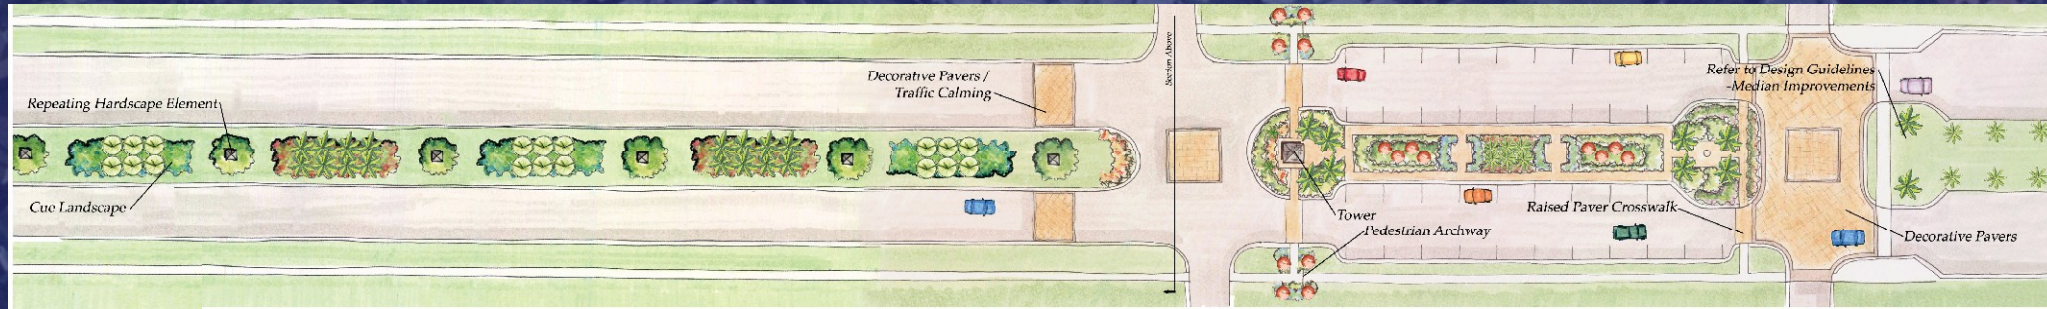 Repeating Hardscape Element
Cue Landscape
Decorative Pavers /
Traffic Calming
Section Above
Tower
Pedestrian Archway
Refer to Design Guidelines
-Median Improvements
Raised Paver Crosswalk
Decorative Pavers